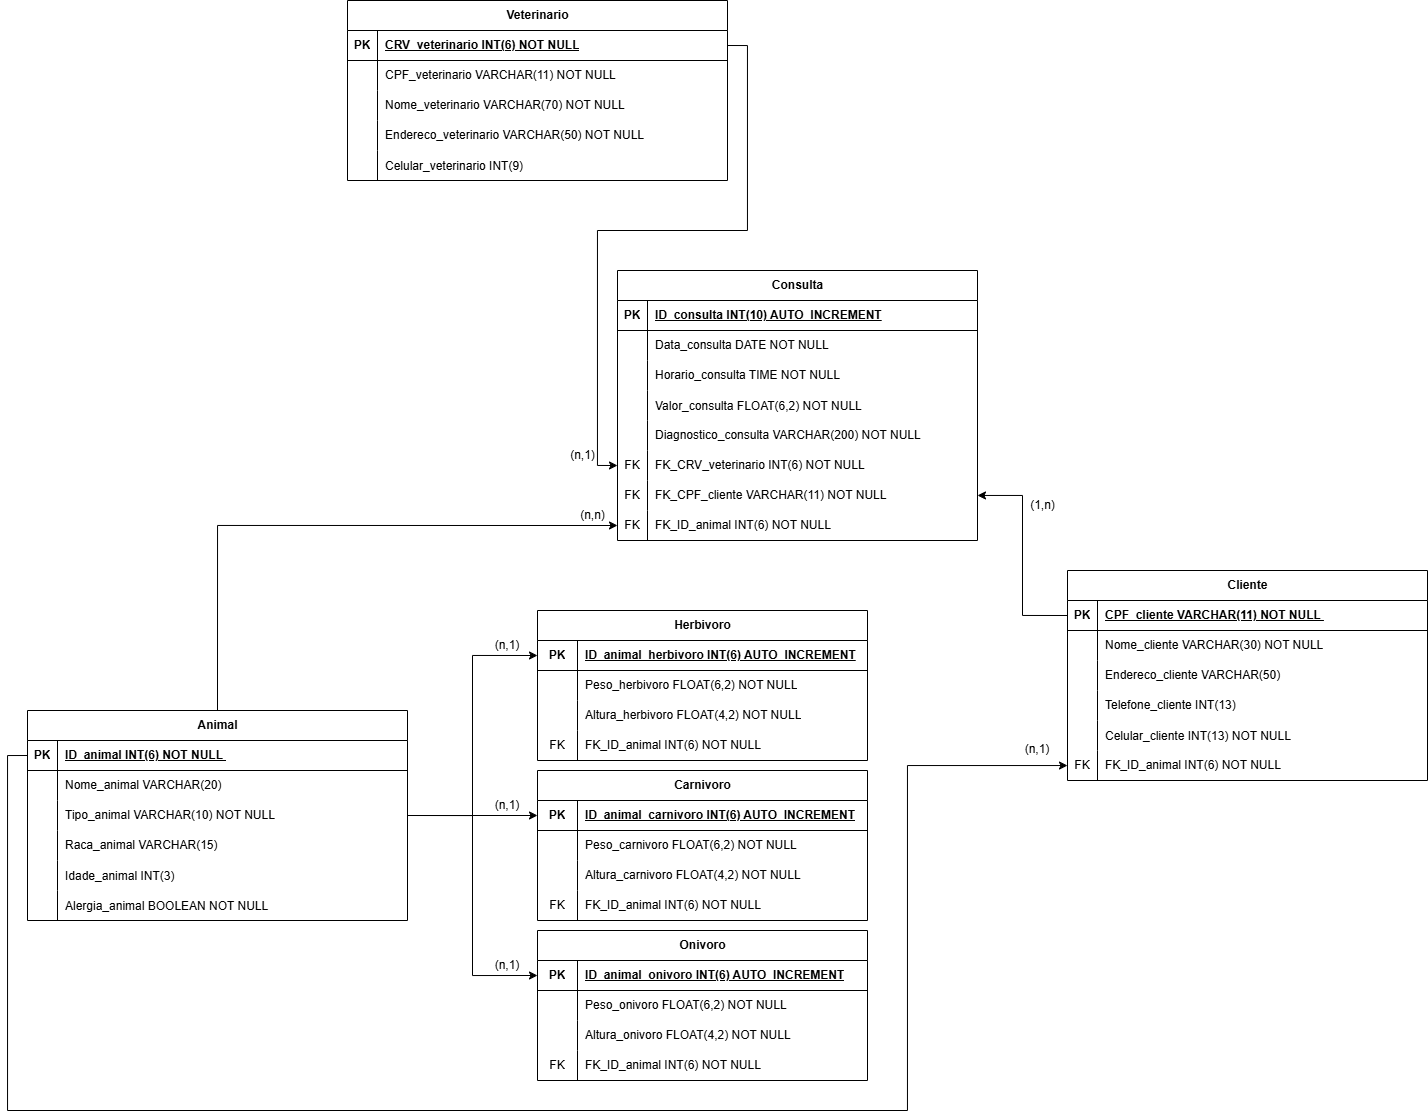 Veterinario
PK CRV_veterinario INT(6) NOT NULL
CPF_veterinario VARCHAR(11) NOT NULL
Nome_veterinario VARCHAR(70) NOT NULL
Endereco_veterinario VARCHAR(50) NOT NULL
Celular_veterinario INT(9)
Consulta
PK ID_consulta INT(10) AUTO_INCREMENT
Data_consulta DATE NOT NULL
Horario_consulta TIME NOT NULL
Valor_consulta FLOAT(6,2) NOT NULL
Diagnostico_consulta VARCHAR(200) NOT NULL
(n,1)
FK FK_CRV_veterinario INT(6) NOT NULL
FK FK_CPF_cliente VARCHAR(11) NOT NULL
(1,n)
(n,n)
FK FK_ID_animal INT(6) NOT NULL
Cliente
PK CPF_cliente VARCHAR(11) NOT NULL
Nome_cliente VARCHAR(30) NOT NULL
Endereco_cliente VARCHAR(50)
Telefone_cliente INT(13)
Celular_cliente INT(13) NOT NULL
(n,1)
FK FK_ID_animal INT(6) NOT NULL
Herbivoro
(n,1)
PK ID_animal_herbivoro INT(6) AUTO_INCREMENT
Peso_herbivoro FLOAT(6,2) NOT NULL
Altura_herbivoro FLOAT(4,2) NOT NULL
FK FK_ID_animal INT(6) NOT NULL
Animal
PK ID_animal INT(6) NOT NULL
Nome_animal VARCHAR(20)
Tipo_animal VARCHAR(10) NOT NULL
Raca_animal VARCHAR(15)
Idade_animal INT(3)
Alergia_animal BOOLEAN NOT NULL
Carnivoro
(n,1)
PK ID_animal_carnivoro INT(6) AUTO_INCREMENT
Peso_carnivoro FLOAT(6,2) NOT NULL
Altura_carnivoro FLOAT(4,2) NOT NULL
FK FK_ID_animal INT(6) NOT NULL
Onivoro
(n,1)
PK ID_animal_onivoro INT(6) AUTO_INCREMENT
Peso_onivoro FLOAT(6,2) NOT NULL
Altura_onivoro FLOAT(4,2) NOT NULL
FK FK_ID_animal INT(6) NOT NULL